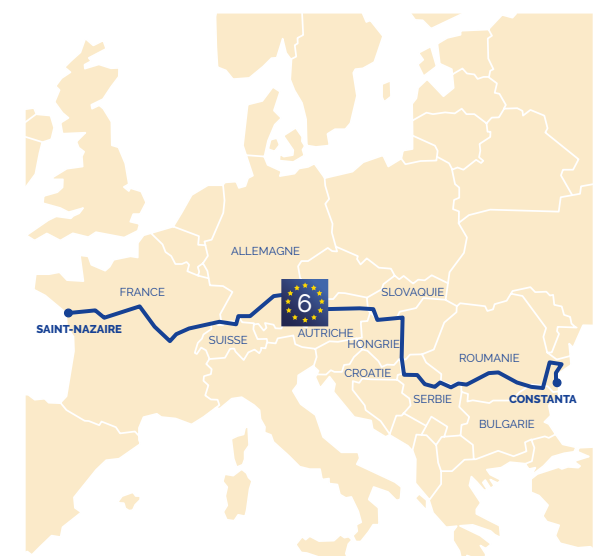 ALLEMAGNE
FRANCE
6
SLOVAQUIE
SAINT-NAZAIRE
SUISSE
AUTRICHE
HONGRIE
ROUMANIE
CROATIE
SERBIE
CONSTANTA
BULGARIE